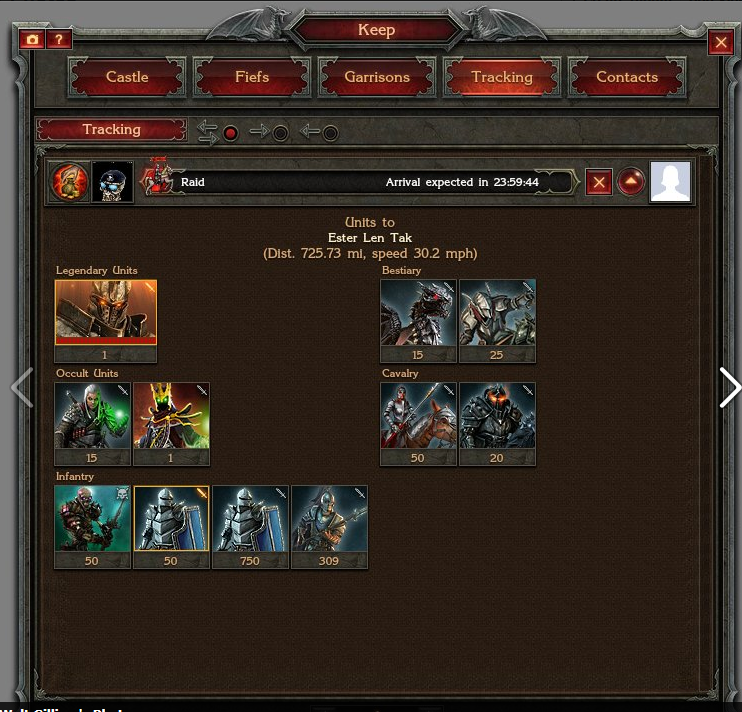 Keep
?
Castle
Fiefs
Garrisons
Tracking
Contacts
Tracking
Raid
Arrival expected in 23:59:44
Units to
Ester Len Tak
(Dist. 725.73 mi, speed 30.2 mph)
Legendary Units
1
Bestiary
15
25
Occult Units
15
1
Cavalry
50
20
Infantry
50
50
750
309